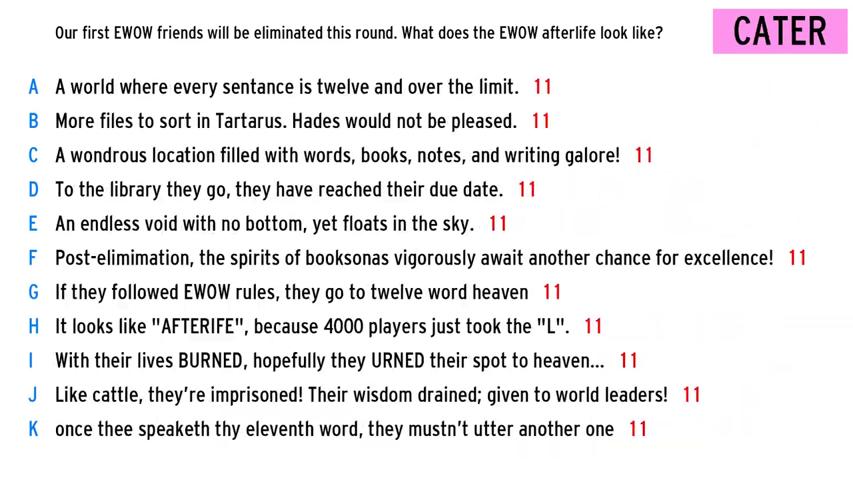 Our first EWOW friends will be eliminated this round. What does the EWOW afterlife look like?
CATER
A A world where every sentence is twelve and over the limit. 11
B More files to sort in Tartarus. Hades would not be pleased. 11
C A wondrous location filled with words, books, notes, and writing galore! 11
D To the library they go, they have reached their due date. 11
E An endless void with no bottom, yet floats in the sky. 11
F Post-elimimation, the spirits of booksonas vigorously await another chance for excellence! 11
G If they followed EWOW rules, they go to twelve word heaven 11
H It looks like "AFTERIFE", because 4000 players just took the "L". 11
I With their lives BURNED, hopefully they URNED their spot to heaven... 11
J Like cattle, they're imprisoned! Their wisdom drained; given to world leaders! 11
K once thee speaketh thy eleventh word, they mustn't utter another one 11